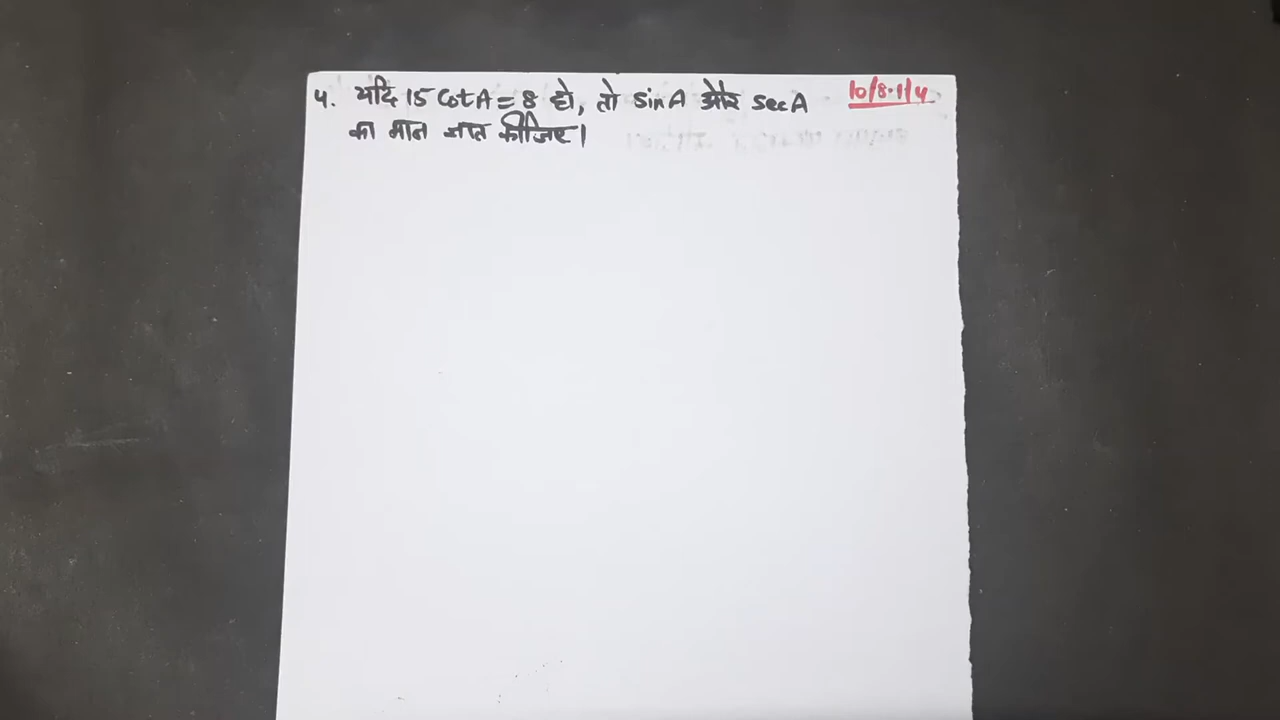 4. यदि 15 cot A = 8 हो, तो sin A और sec A 10/8.1/4
का मान ज्ञात कीजिए।